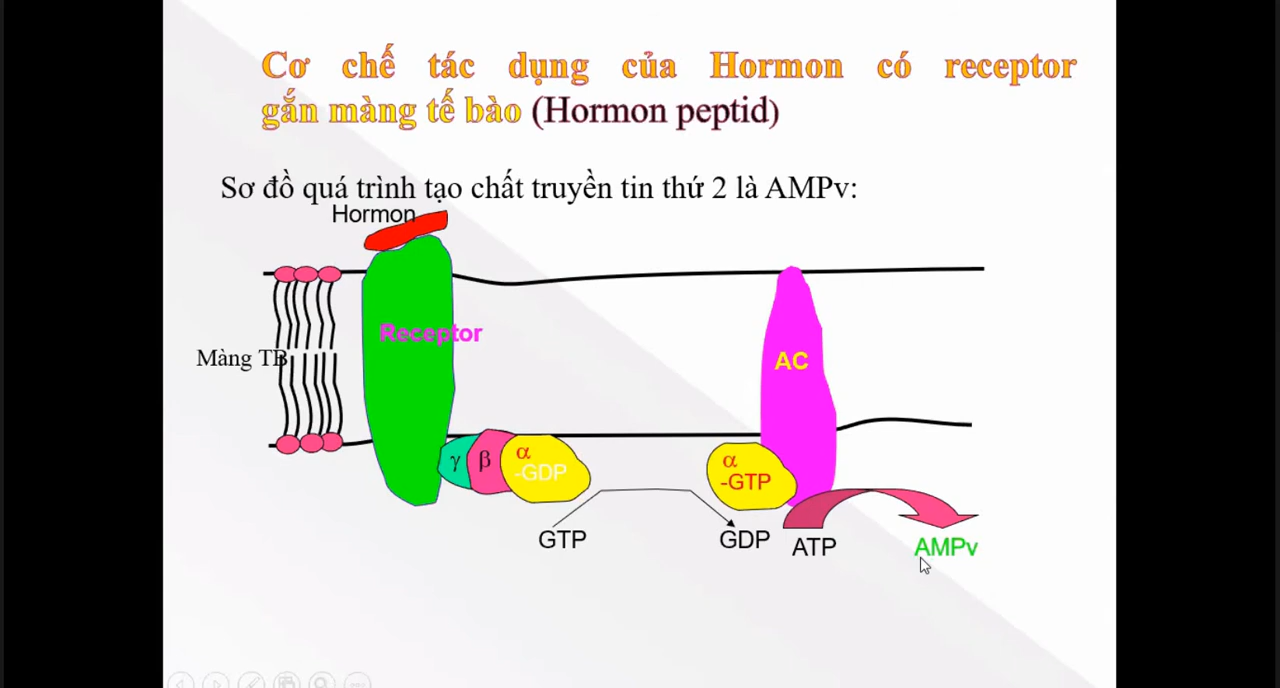 Cơ chế tác dụng của Hormon có receptor
gắn màng tế bào (Hormon peptid)
Sơ đồ quá trình tạo chất truyền tin thứ 2 là AMPv:
Hormon
Receptor
Màng TB
AC
γ
β
α
-GDP
α
-GTP
GTP
GDP
ATP
AMPv